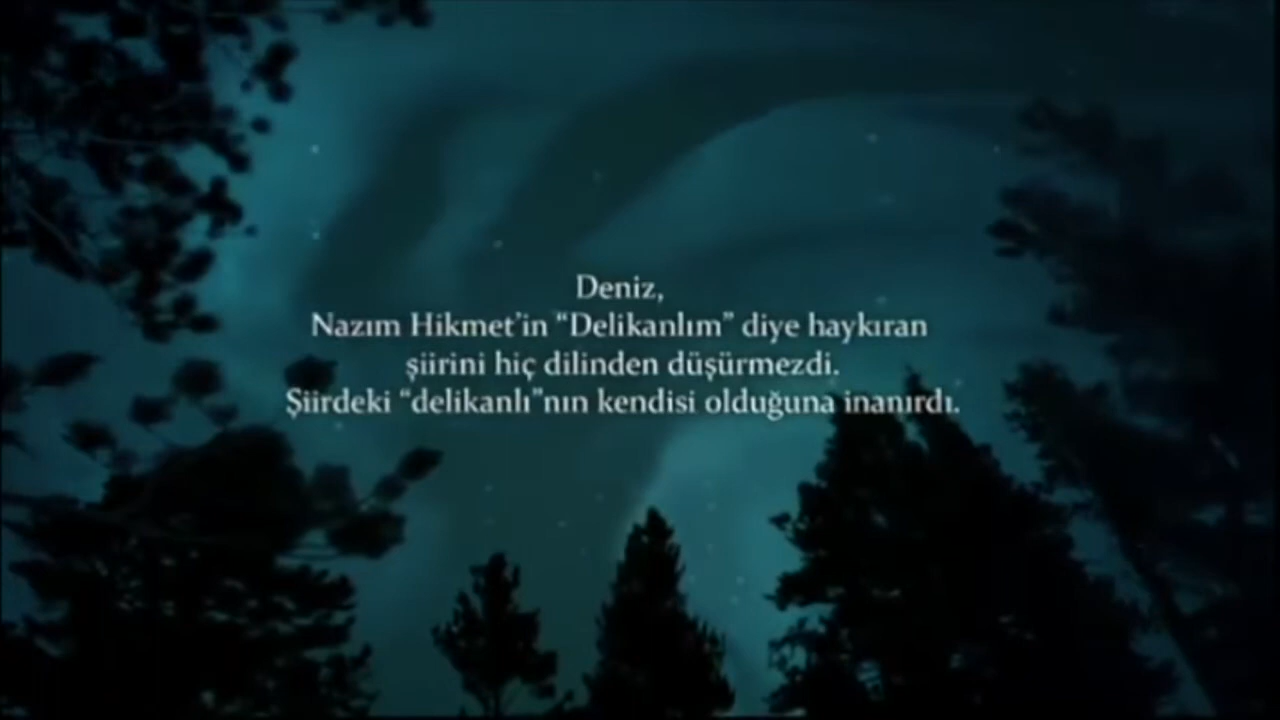 Deniz,
Nazım Hikmet'in “Delikanlım” diye haykıran
şiirini hiç dilinden düşürmezdi.
Şiirdeki “delikanlı”nın kendisi olduğuna inanırdı.